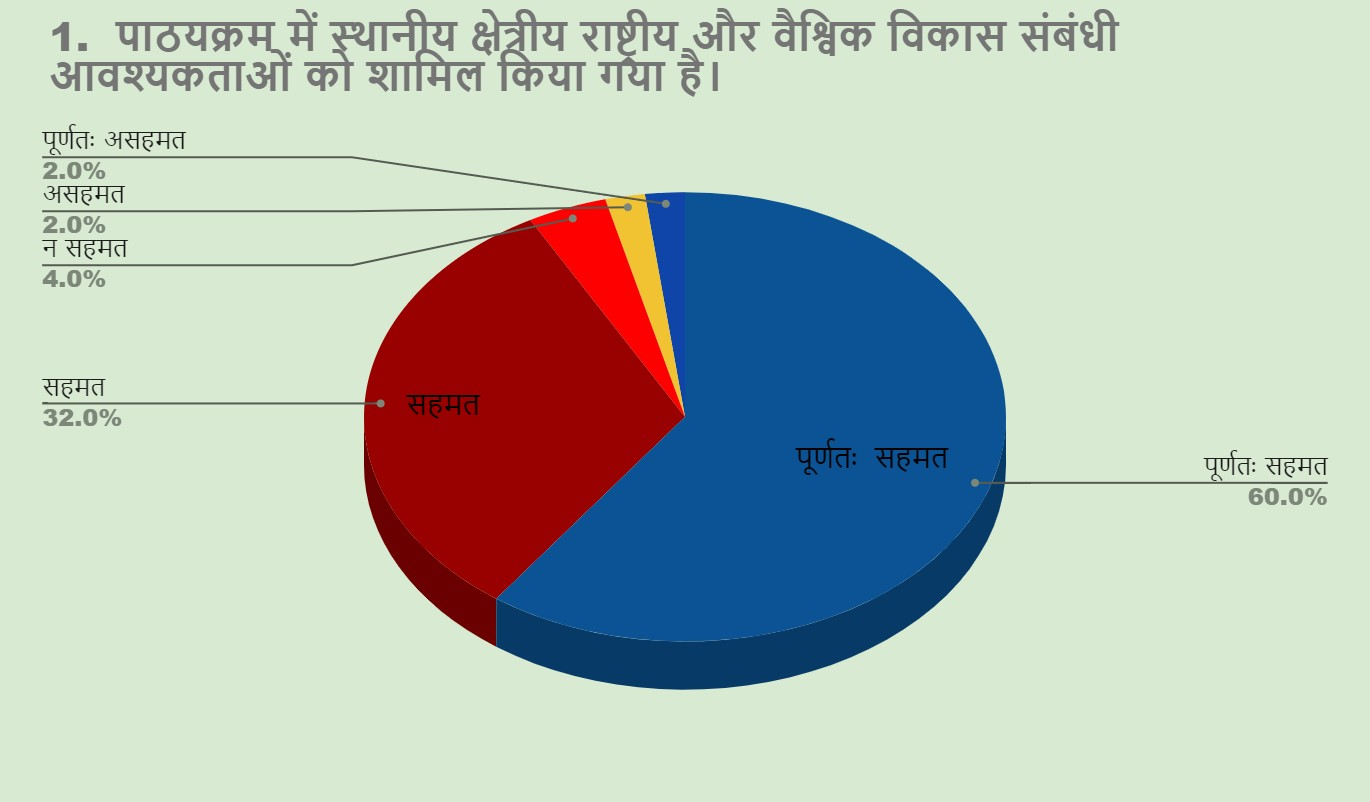 1. पाठयक्रम में स्थानीय क्षेत्रीय राष्ट्रीय और वैश्विक विकास संबंधी
आवश्यकताओं को शामिल किया गया है।
पूर्णतः असहमत
2.0%
असहमत
2.0%
न सहमत
4.0%
सहमत
32.0%
सहमत
पूर्णतः सहमत
पूर्णतः सहमत
60.0%